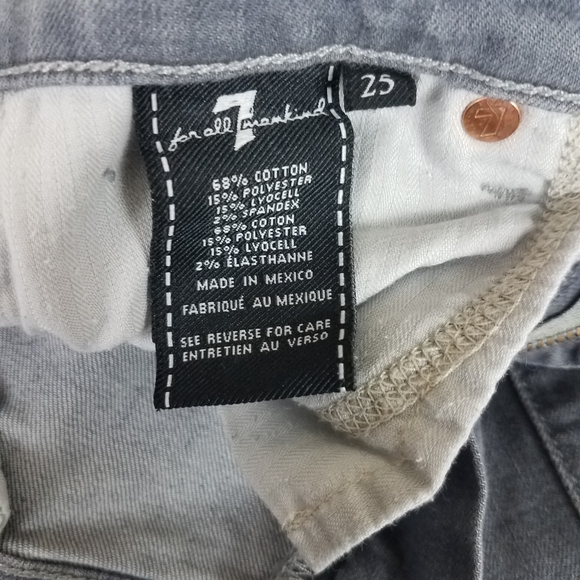 7
for all mankind
25
68% COTTON
15% POLYESTER
15% LYOCELL
2% SPANDEX
68% COTON
15% POLYESTER
15% LYOCELL
2% ÉLASTHANNE
MADE IN MEXICO
FABRIQUÉ AU MEXIQUE
SEE REVERSE FOR CARE
ENTRETIEN AU VERSO
7